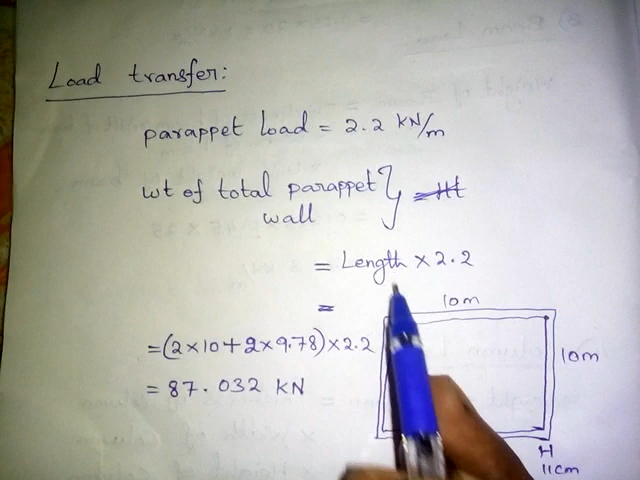 Load transfer:
parappet Load = 2.2 KN/m
wt of total parappet
wall
= Length × 2.2
=
10m
= (2×10+2×9.78)×2.2
10m
= 87.032 KN
11cm